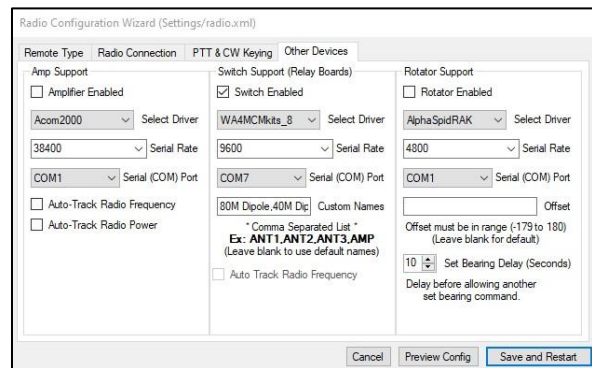 Radio Configuration Wizard (Settings/radio.xml)
Remote Type Radio Connection PTT & CW Keying Other Devices
Amp Support
Amplifier Enabled
Acom2000 Select Driver
38400 Serial Rate
COM1 Serial (COM) Port
Auto-Track Radio Frequency
Auto-Track Radio Power
Switch Support (Relay Boards)
Switch Enabled
WA4MCMkits_8 Select Driver
9600 Serial Rate
COM7 Serial (COM) Port
80M Dipole,40M Dip Custom Names
* Comma Separated List *
Ex: ANT1,ANT2,ANT3,AMP
(Leave blank to use default names)
Auto Track Radio Frequency
Rotator Support
Rotator Enabled
AlphaSpidRAK Select Driver
4800 Serial Rate
COM1 Serial (COM) Port
Offset
Offset must be in range (-179 to 180)
(Leave blank for default)
10 Set Bearing Delay (Seconds)
Delay before allowing another
set bearing command.
Cancel Preview Config Save and Restart